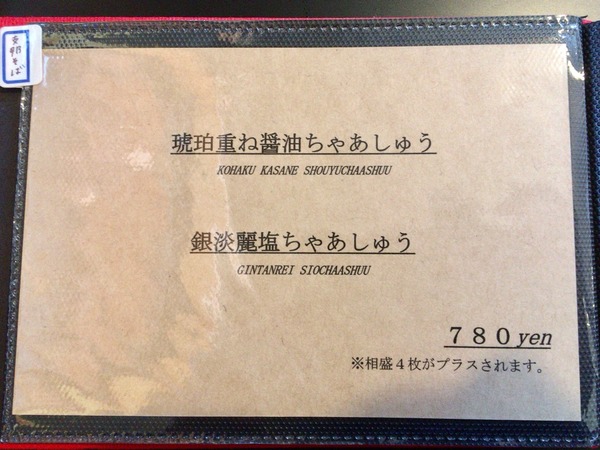 琥珀重ね醤油ちゃあしゅう
KOHAKU KASANE SHOUYUCHAASHUU
銀淡麗塩ちゃあしゅう
GINTANREI SIOCHAASHUU
780yen
※相盛4枚がプラスされます。